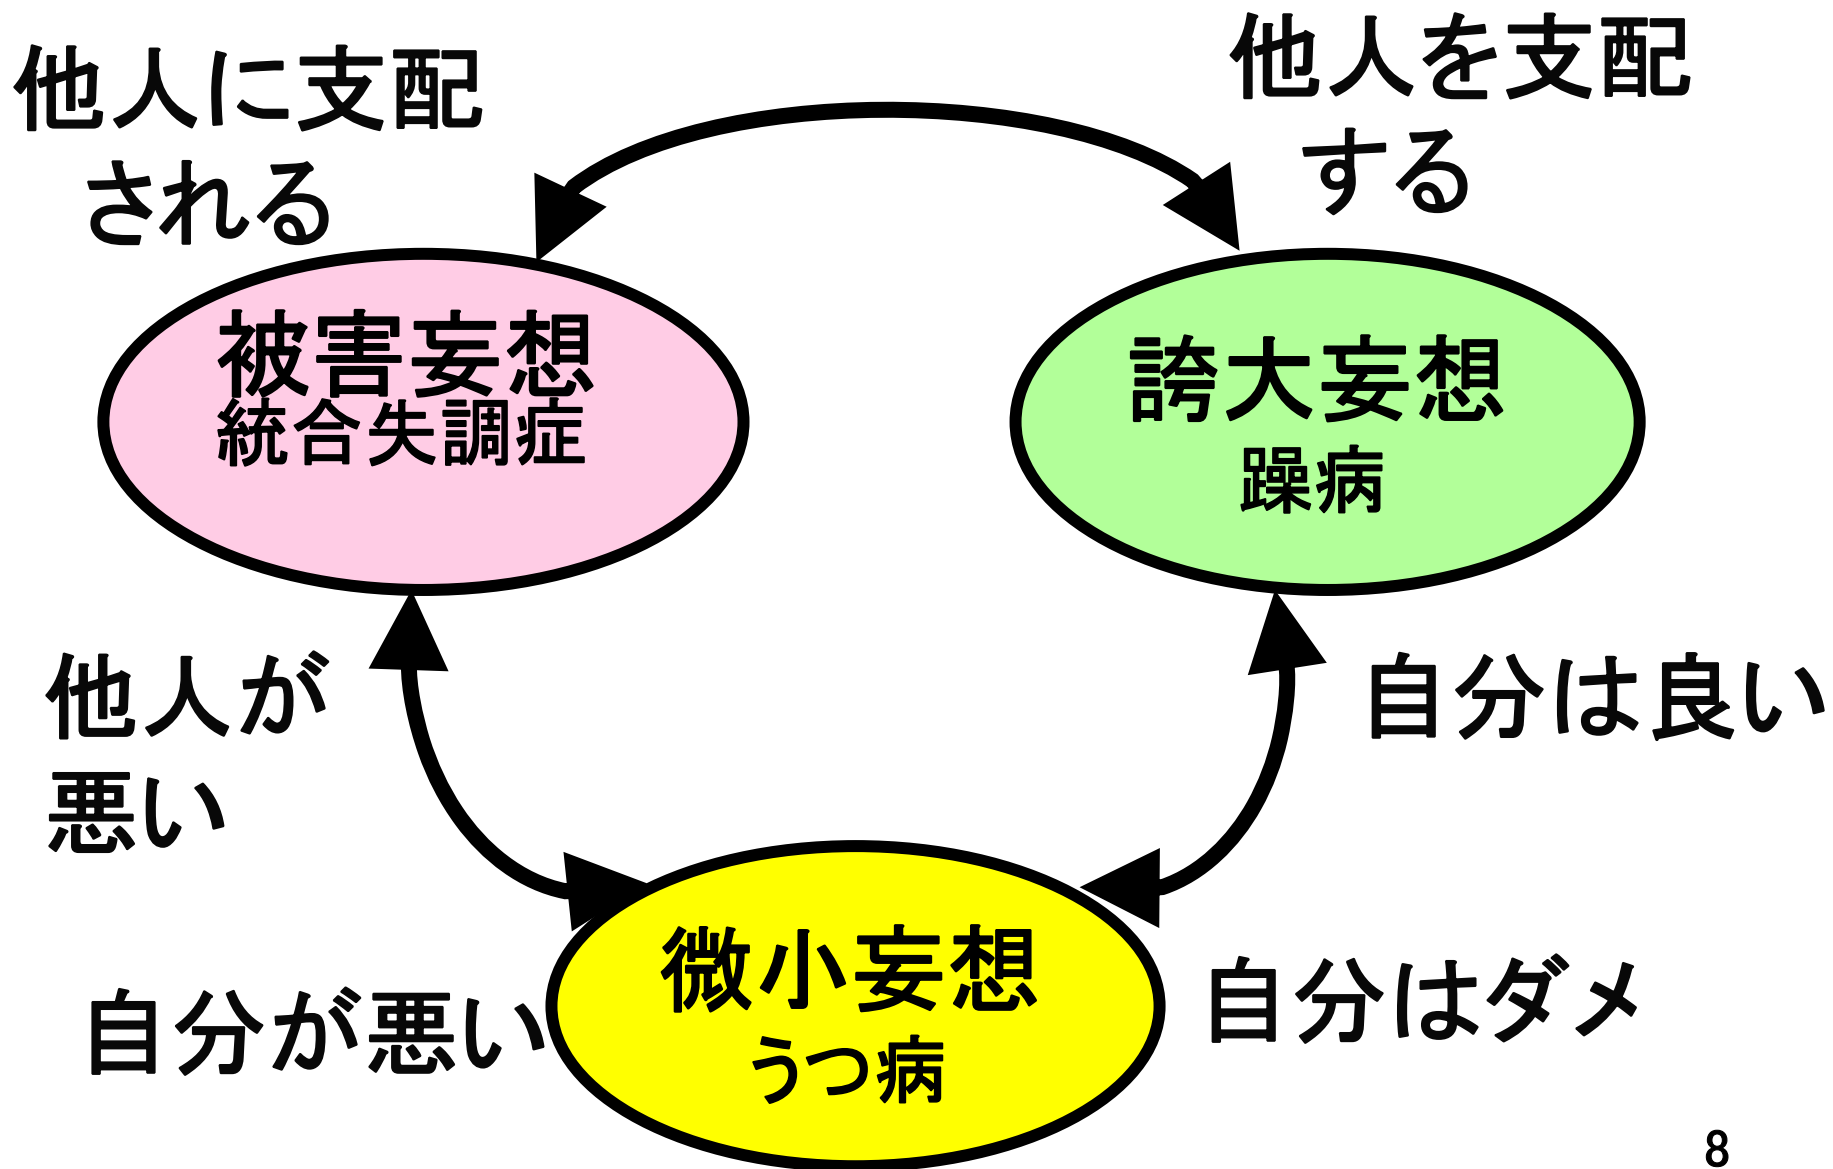 他人に支配
される
他人を支配
する
被害妄想
統合失調症
誇大妄想
躁病
他人が
悪い
自分は良い
自分が悪い
微小妄想
うつ病
自分はダメ
8